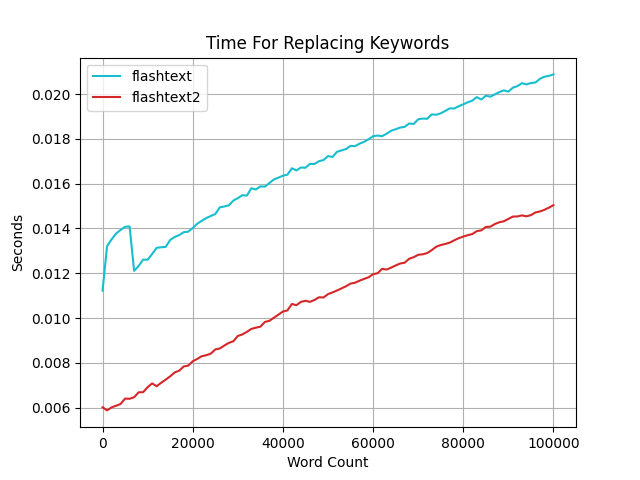 Time For Replacing Keywords
flashtext
flashtext2
0.020
0.018
0.016
0.014
0.012
0.010
0.008
0.006
Seconds
0 20000 40000 60000 80000 100000
Word Count